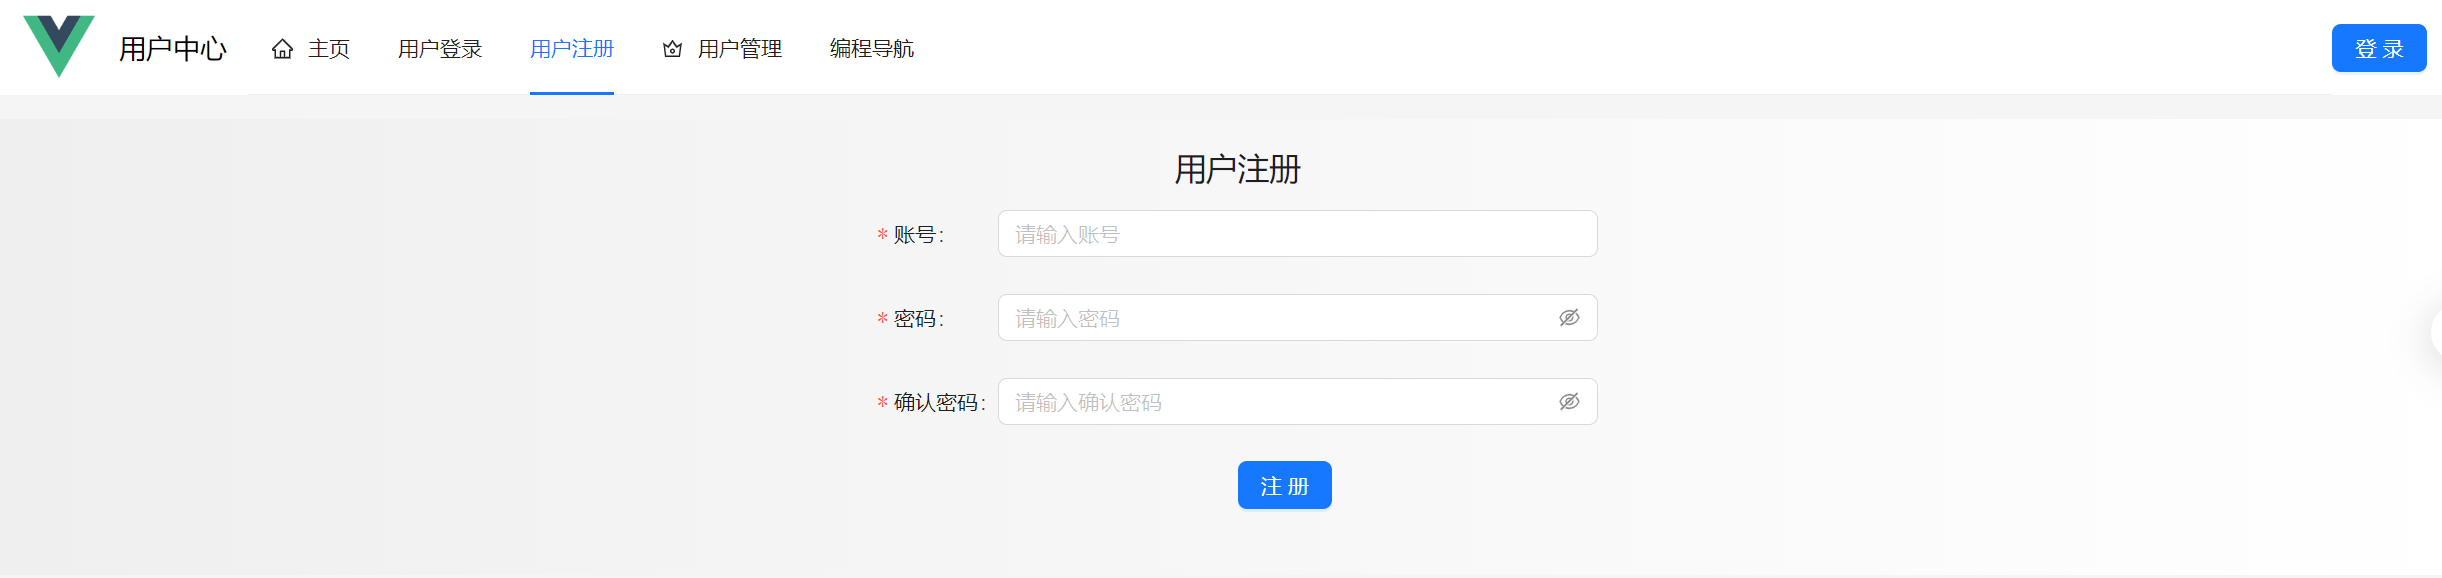 用户中心 主页 用户登录 用户注册 用户管理 编程导航 登 录
用户注册
* 账号: 请输入账号
* 密码: 请输入密码
* 确认密码: 请输入确认密码
注 册